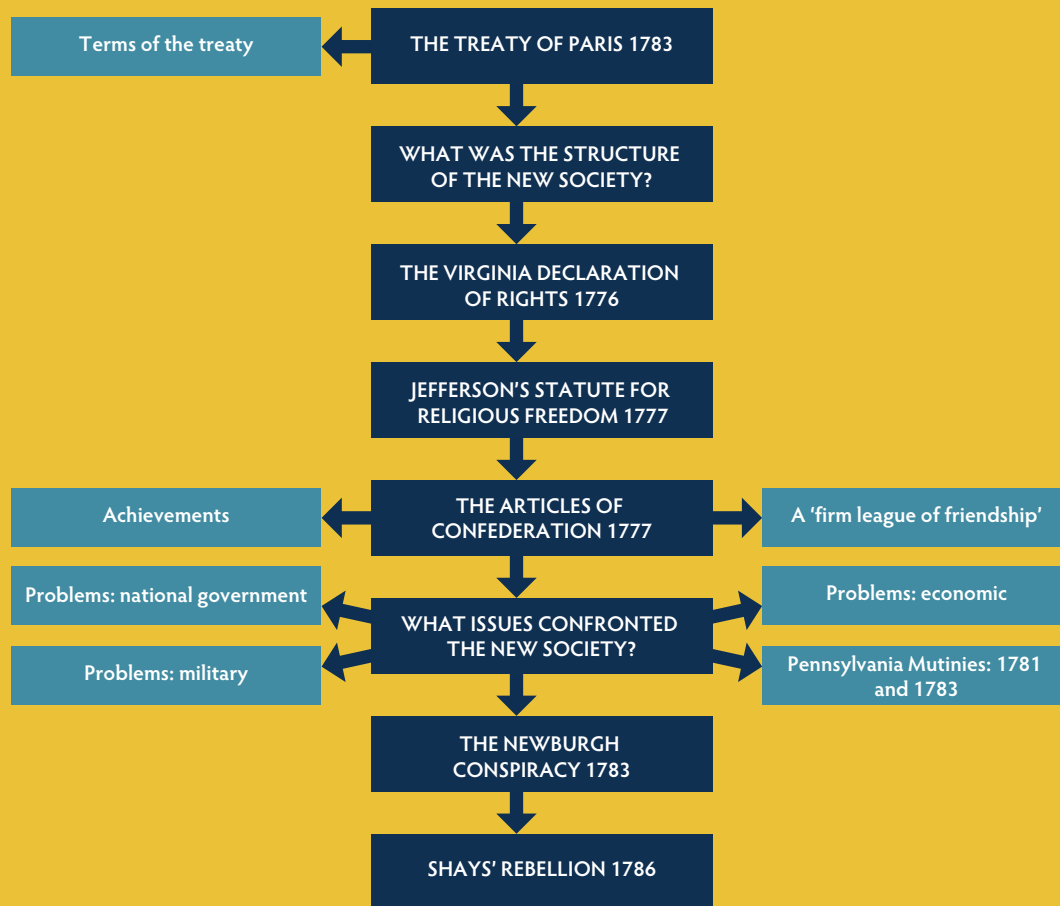 Terms of the treaty
THE TREATY OF PARIS 1783
WHAT WAS THE STRUCTURE
OF THE NEW SOCIETY?
THE VIRGINIA DECLARATION
OF RIGHTS 1776
JEFFERSON'S STATUTE FOR
RELIGIOUS FREEDOM 1777
Achievements
THE ARTICLES OF
CONFEDERATION 1777
A 'firm league of friendship'
Problems: national government
Problems: military
WHAT ISSUES CONFRONTED
THE NEW SOCIETY?
Problems: economic
Pennsylvania Mutinies: 1781
and 1783
THE NEWBURGH
CONSPIRACY 1783
SHAYS' REBELLION 1786